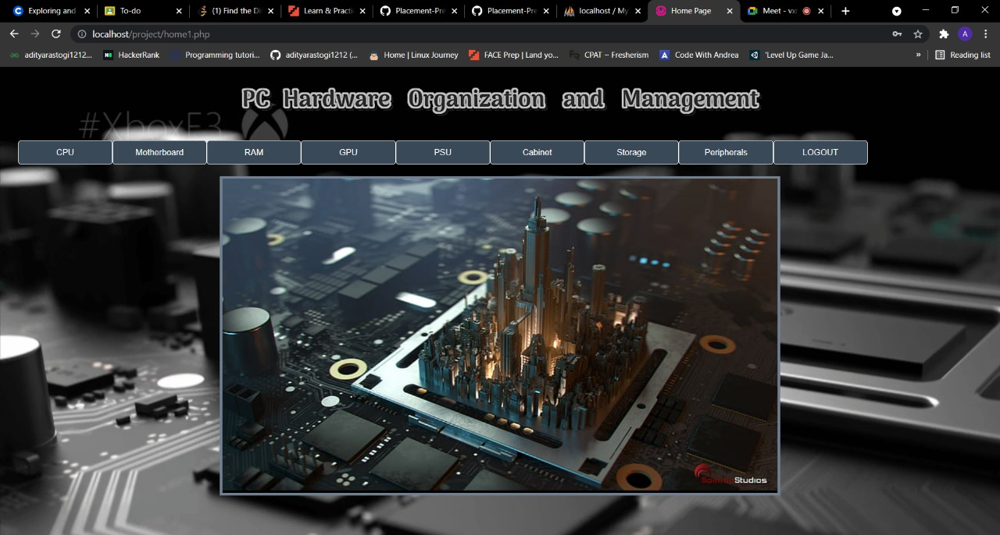 Exploring and
To-do
(1) Find the Di
Learn & Practi
Placement-Pre
Placement-Pre
localhost / My
Home Page
Meet - vxr
localhost/project/home1.php
A
adityarastogi1212...
HackerRank
Programming tutori...
adityarastogi1212 (...
Home | Linux Journey
FACE Prep | Land yo...
CPAT – Fresherism
Code With Andrea
'Level Up Game Ja...
»
Reading list
PC Hardware Organization and Management
#XboxE3
CPU
Motherboard
RAM
GPU
PSU
Cabinet
Storage
Peripherals
LOGOUT
Studios